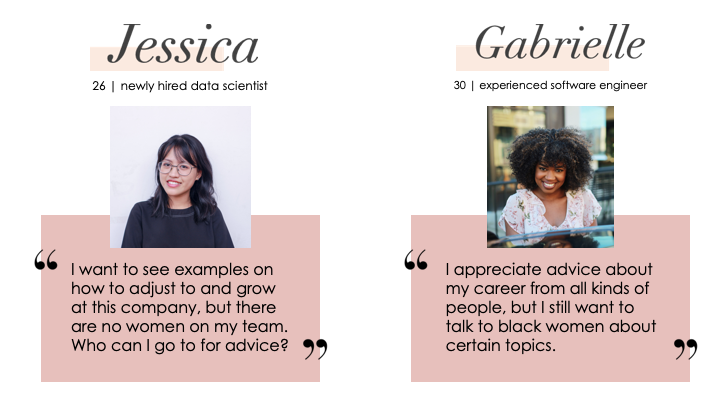 Jessica
26 | newly hired data scientist
“
I want to see examples on
how to adjust to and grow
at this company, but there
are no women on my team.
Who can I go to for advice?
”
Gabrielle
30 | experienced software engineer
“
I appreciate advice about
my career from all kinds of
people, but I still want to
talk to black women about
certain topics.
”